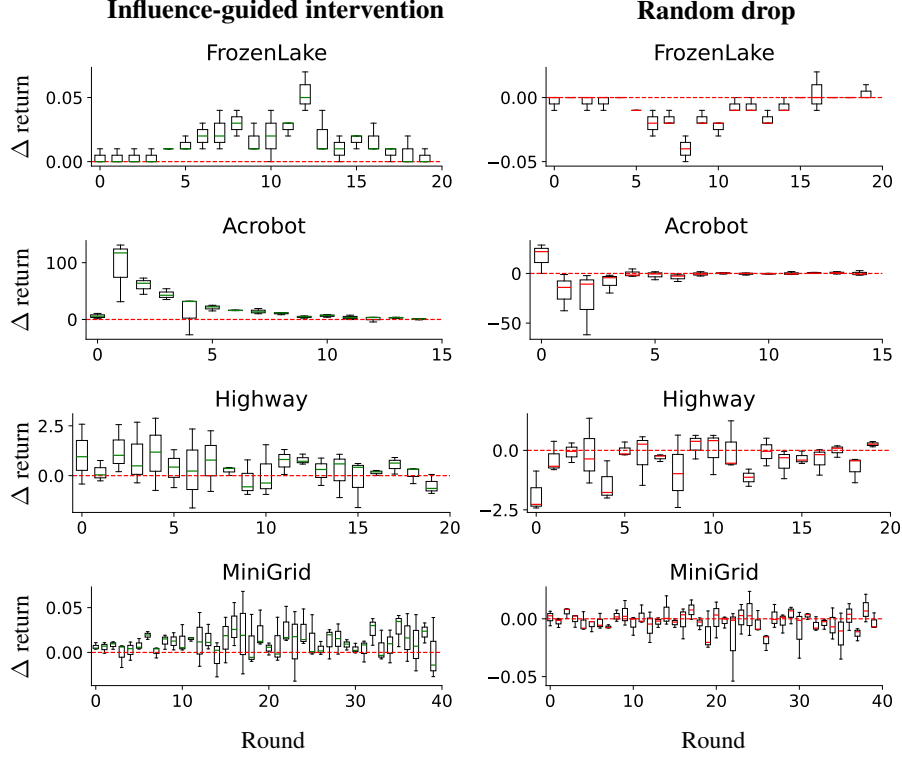 Influence-guided intervention
Random drop
FrozenLake
Δ return
0.05
0.00
0 5 10 15 20
FrozenLake
0.00
−0.05
0 5 10 15 20
Acrobot
Δ return
100
0
0 5 10 15
Acrobot
0
−50
0 5 10 15
Highway
Δ return
2.5
0.0
0 5 10 15 20
Highway
0.0
−2.5
0 5 10 15 20
MiniGrid
Δ return
0.05
0.00
0 10 20 30 40
Round
MiniGrid
0.00
−0.05
0 10 20 30 40
Round